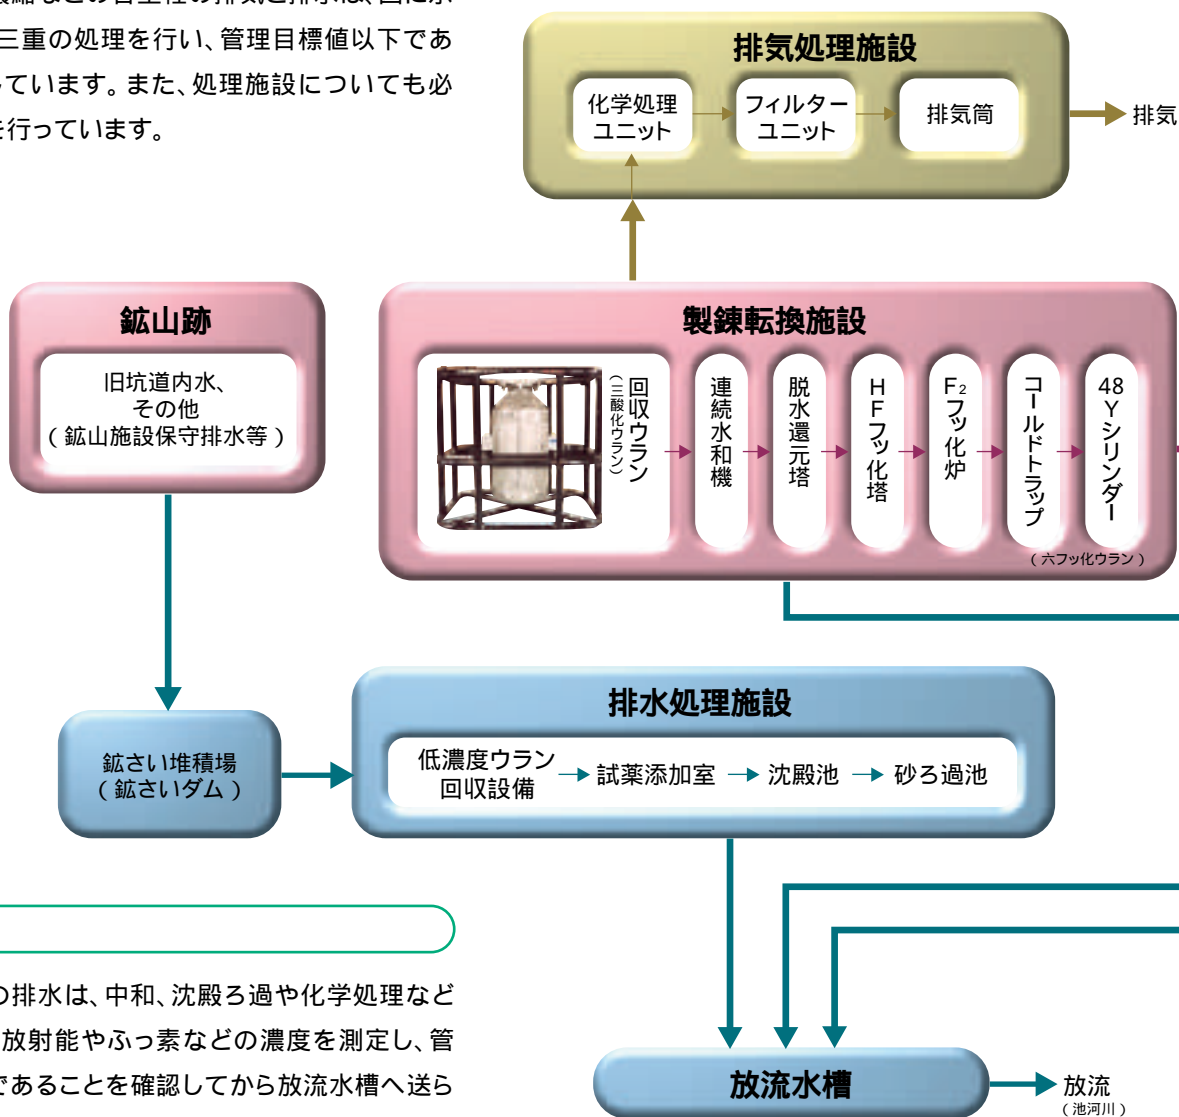 三重の処理を行い、管理目標値以下であ
ています。また、処理施設についても必
を行っています。
排気処理施設
化学処理
ユニット
フィルター
ユニット
排気筒
排気
鉱山跡
旧坑道内水、
その他
（鉱山施設保守排水等）
製錬転換施設
回収ウラン
（三酸化ウラン）
連続水和機
脱水還元塔
HFフッ化塔
F2フッ化炉
コールドトラップ
48Yシリンダー
（六フッ化ウラン）
鉱さい堆積場
（鉱さいダム）
排水処理施設
低濃度ウラン
回収設備
試薬添加室
沈殿池
砂ろ過池
の排水は、中和、沈殿ろ過や化学処理など
放射能やふっ素などの濃度を測定し、管
であることを確認してから放流水槽へ送ら
放流水槽
放流
（池河川）